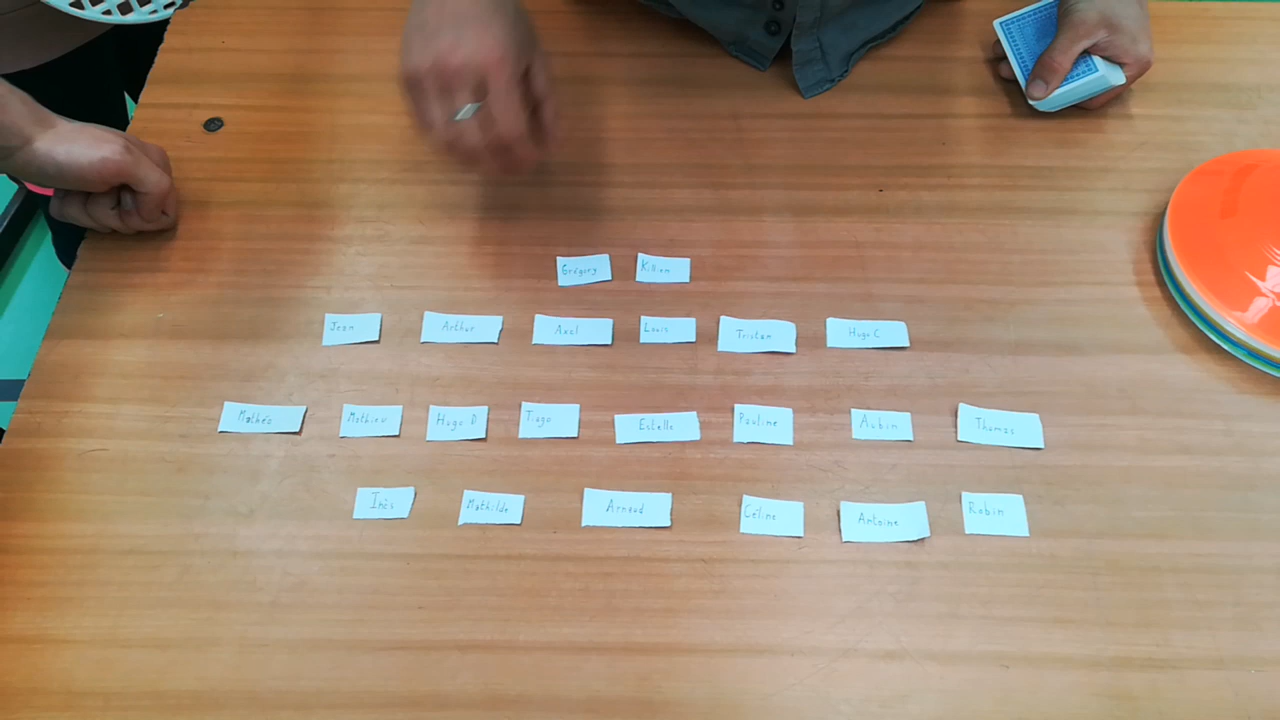 Grégory Killian
Jean Arthur Axel Louis Tristan Hugo C
Mathéo Mathieu Hugo D Tiago Estelle Pauline Aubin Thomas
Inès Mathilde Arnaud Céline Antoine Robin